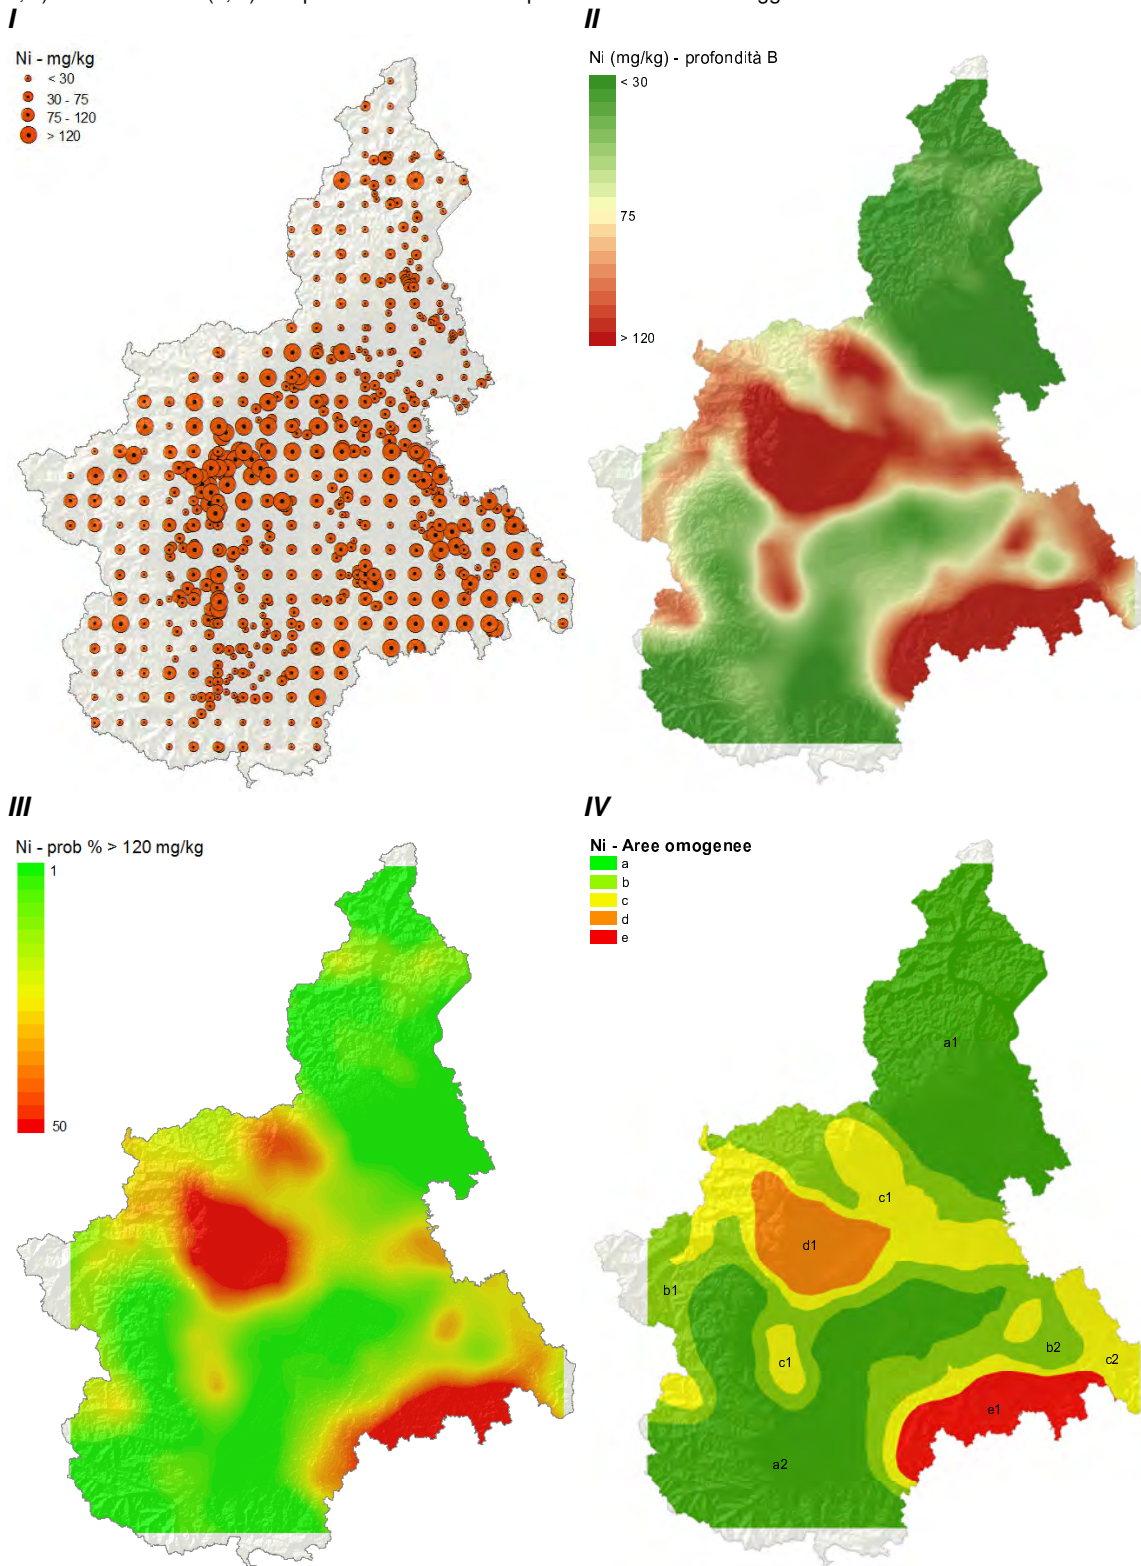 I
II
Ni - mg/kg
< 30
30 - 75
75 - 120
> 120
Ni (mg/kg) - profondità B
< 30
75
> 120
III
IV
Ni - prob % > 120 mg/kg
1
50
Ni - Aree omogenee
a
b
c
d
e
a1
c1
d1
b1
b2
c1
c2
e1
a2